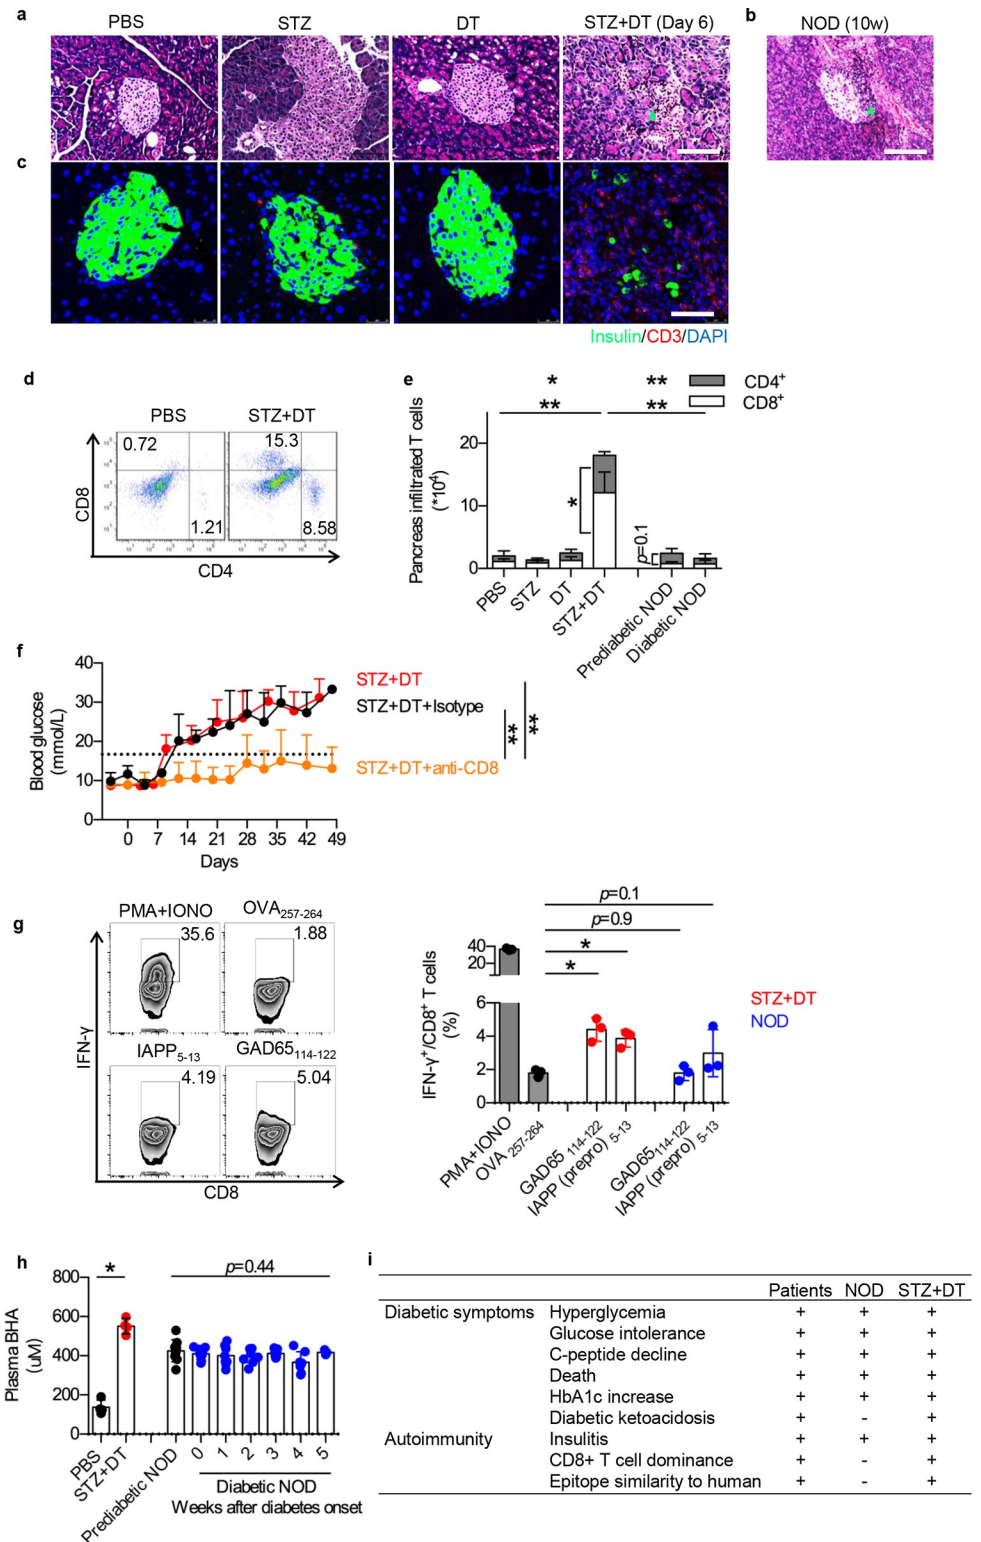 a
PBS
STZ
DT
STZ+DT (Day 6)
b
NOD (10w)
c
Insulin/CD3/DAPI
d
PBS
STZ+DT
0.72
1.21
15.3
8.58
CD8
CD4
e
CD4+
CD8+
* **
** **
Pancreas infiltrated T cells
(*10⁴)
20
10
0
*
p=0.1
PBS
STZ
DT
STZ+DT
Prediabetic NOD
Diabetic NOD
f
Blood glucose
(mmol/L)
40
30
20
10
0
0 7 14 21 28 35 42 49
Days
STZ+DT
STZ+DT+Isotype
STZ+DT+anti-CD8
**
**
g
PMA+IONO
35.6
OVA257-264
1.88
IAPP5-13
4.19
GAD65114-122
5.04
IFN-γ
CD8
p=0.1
p=0.9
*
*
IFN-γ+/CD8+ T cells
(%)
40
20
6
4
2
0
PMA+IONO
OVA 257-264
GAD65 114-122
IAPP (prepro) 5-13
GAD65 114-122
IAPP (prepro) 5-13
STZ+DT
NOD
h
Plasma BHA
(uM)
800
600
400
200
0
*
p=0.44
PBS
STZ+DT
Prediabetic NOD
0 1 2 3 4 5
Diabetic NOD
Weeks after diabetes onset
i
Patients NOD STZ+DT
Diabetic symptoms Hyperglycemia + + +
Glucose intolerance + + +
C-peptide decline + + +
Death + + +
HbA1c increase + + +
Diabetic ketoacidosis + - +
Autoimmunity Insulitis + + +
CD8+ T cell dominance + - +
Epitope similarity to human + - +